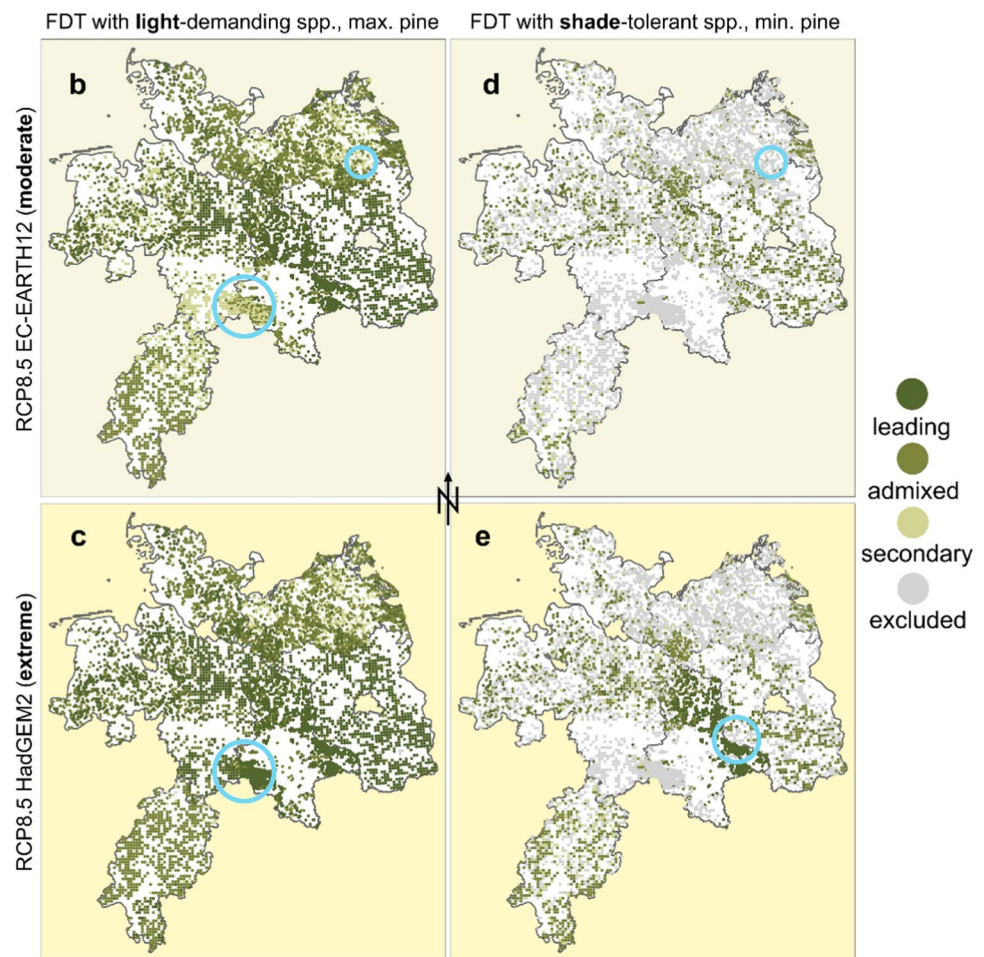 FDT with light-demanding spp., max. pine
FDT with shade-tolerant spp., min. pine
RCP8.5 EC-EARTH12 (moderate)
b
d
leading
admixed
secondary
excluded
N
RCP8.5 HadGEM2 (extreme)
c
e